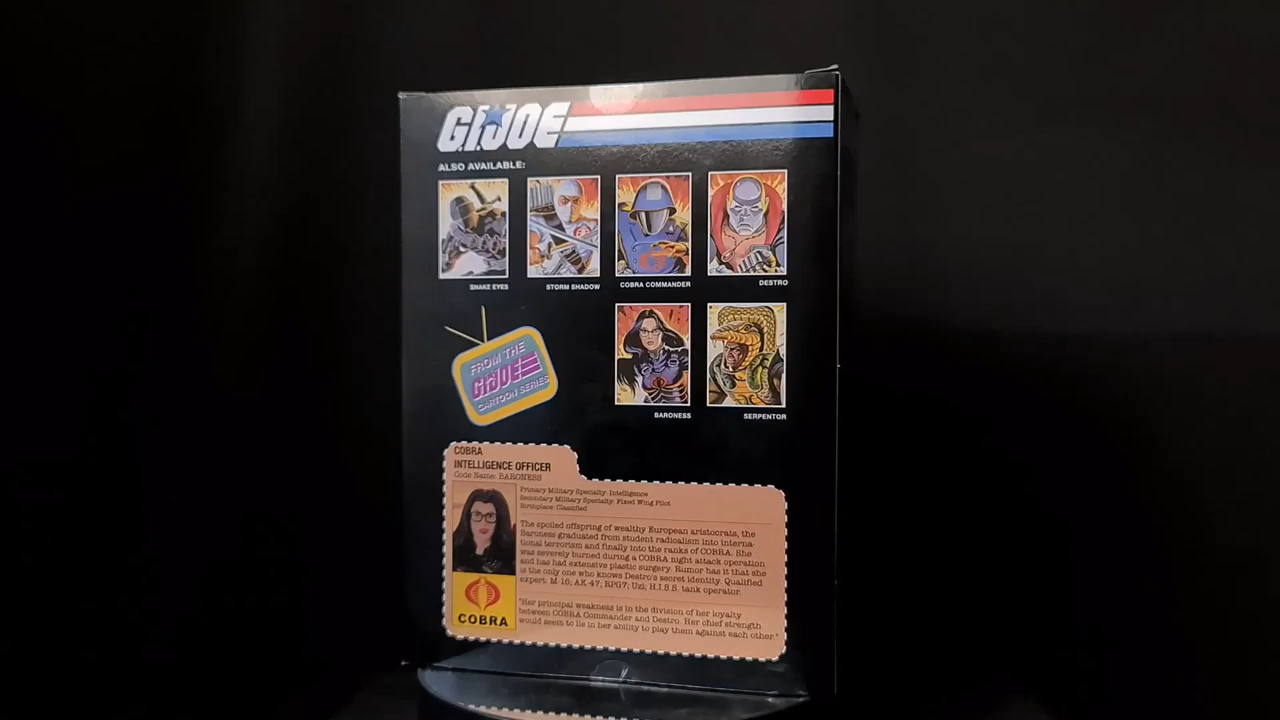 G.I.JOE
ALSO AVAILABLE:
SNAKE EYES
STORM SHADOW
COBRA COMMANDER
DESTRO
BARONESS
SERPENTOR
FROM THE
G.I.JOE
CARTOON SERIES
COBRA
INTELLIGENCE OFFICER
Code Name: BARONESS
Primary Military Specialty: Intelligence
Secondary Military Specialty: Fixed Wing Pilot
Birthplace: Classified
The spoiled offspring of wealthy European aristocrats, the
Baroness graduated from student radicalism into interna-
tional terrorism and finally into the ranks of COBRA. She
was severely burned during a COBRA night attack operation
and has had extensive plastic surgery. Rumor has it that she
is the only one who knows Destro's secret identity. Qualified
expert: M-16; AK-47; RPG7; Uzi; H.I.S.S. tank operator.
"Her principal weakness is in the division of her loyalty
between COBRA Commander and Destro. Her chief strength
would seem to lie in her ability to play them against each other."
COBRA